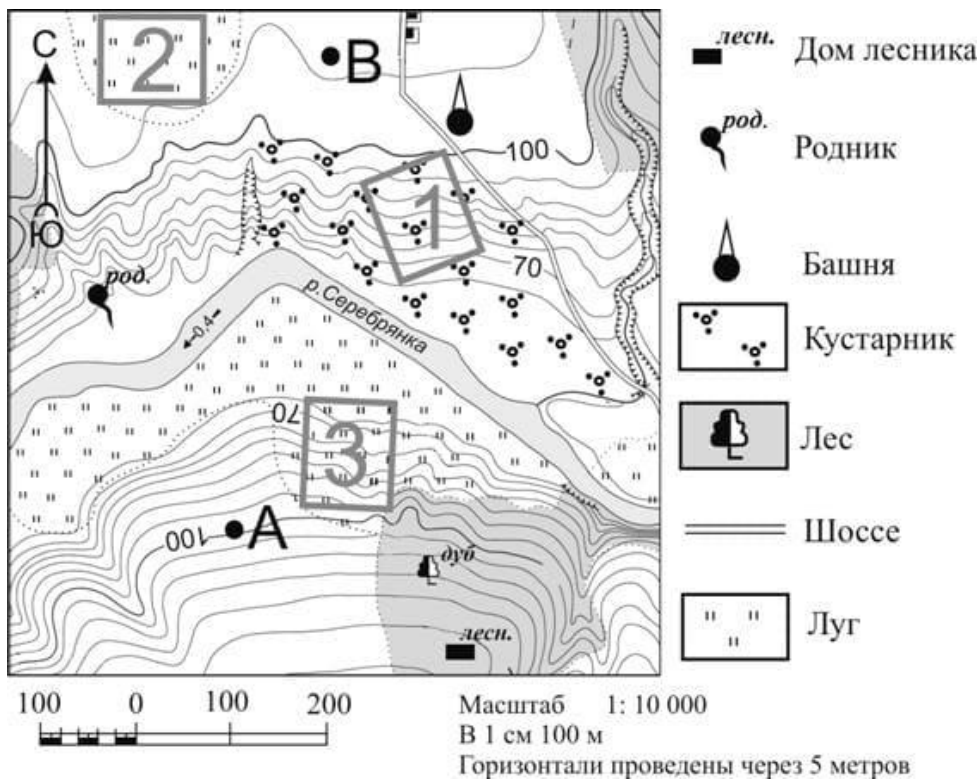 С
2
В
лесн.
Дом лесника
100
род.
Родник
1
Ю
70
Башня
род.
р. Серебрянка
0,4
Кустарник
70
3
Лес
А
100
дуб
Шоссе
лесн.
Луг
100 0 100 200
Масштаб 1: 10 000
В 1 см 100 м
Горизонтали проведены через 5 метров